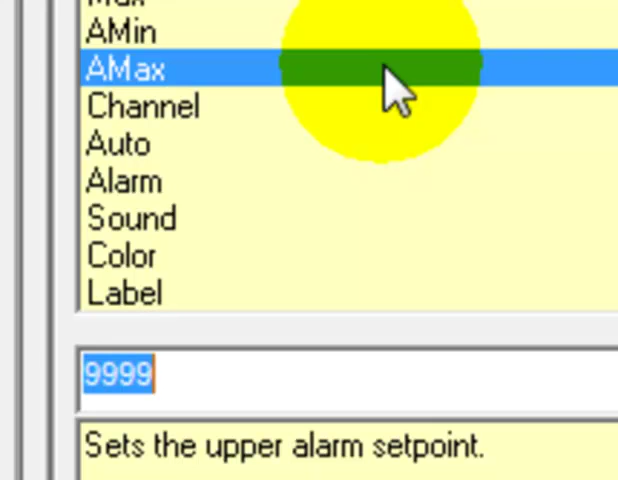 AMin
AMax
Channel
Auto
Alarm
Sound
Color
Label
9999
Sets the upper alarm setpoint.